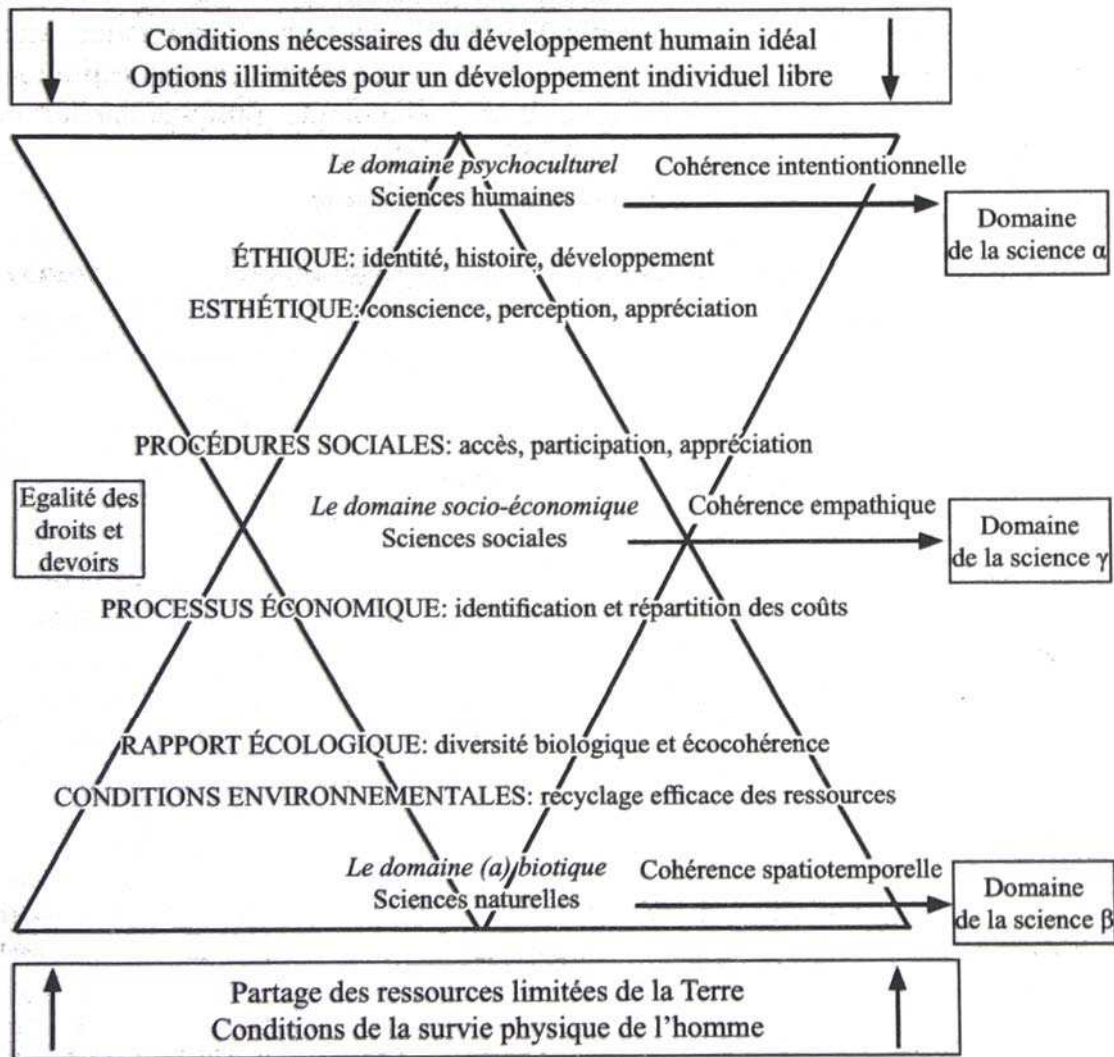 Conditions nécessaires du développement humain idéal
Options illimitées pour un développement individuel libre
Le domaine psychoculturel
Sciences humaines
Cohérence intentiontionnelle
Domaine
de la science α
ÉTHIQUE: identité, histoire, développement
ESTHÉTIQUE: conscience, perception, appréciation
PROCÉDURES SOCIALES: accès, participation, appréciation
Egalité des
droits et
devoirs
Le domaine socio-économique
Sciences sociales
Cohérence empathique
Domaine
de la science γ
PROCESSUS ÉCONOMIQUE: identification et répartition des coûts
RAPPORT ÉCOLOGIQUE: diversité biologique et écocohérence
CONDITIONS ENVIRONNEMENTALES: recyclage efficace des ressources
Le domaine (a) biotique
Sciences naturelles
Cohérence spatiotemporelle
Domaine
de la science β
Partage des ressources limitées de la Terre
Conditions de la survie physique de l'homme